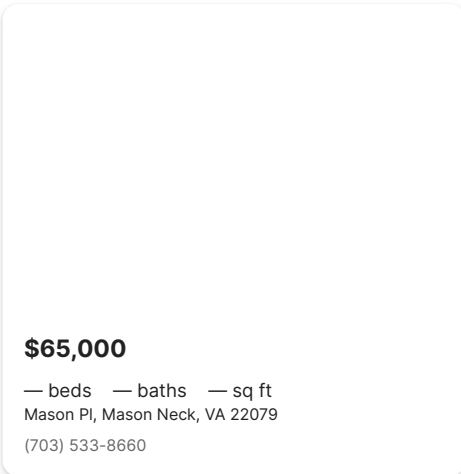 $65,000
— beds — baths — sq ft
Mason Pl, Mason Neck, VA 22079
(703) 533-8660